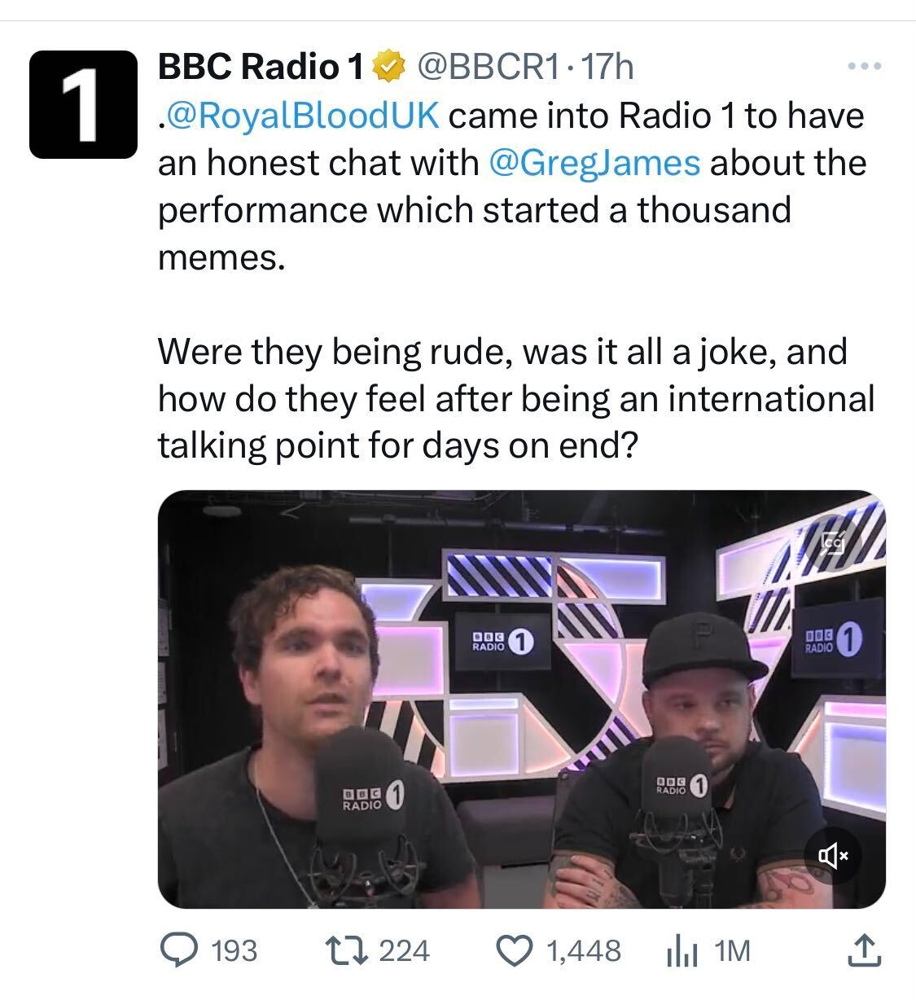 1
BBC Radio 1 @BBCR1 · 17h
.@RoyalBloodUK came into Radio 1 to have
an honest chat with @GregJames about the
performance which started a thousand
memes.
Were they being rude, was it all a joke, and
how do they feel after being an international
talking point for days on end?
CC
BBC
RADIO 1
BBC
RADIO 1
P
BBC
RADIO 1
BBC
RADIO 1
193 224 1,448 1M